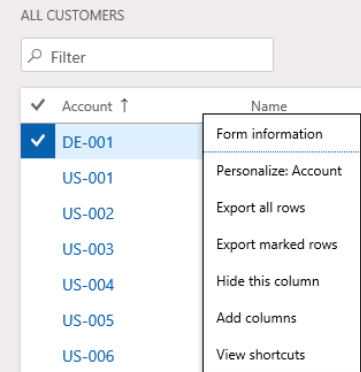 ALL CUSTOMERS
Filter
Account ↑ Name
DE-001
US-001
US-002
US-003
US-004
US-005
US-006
Form information
Personalize: Account
Export all rows
Export marked rows
Hide this column
Add columns
View shortcuts